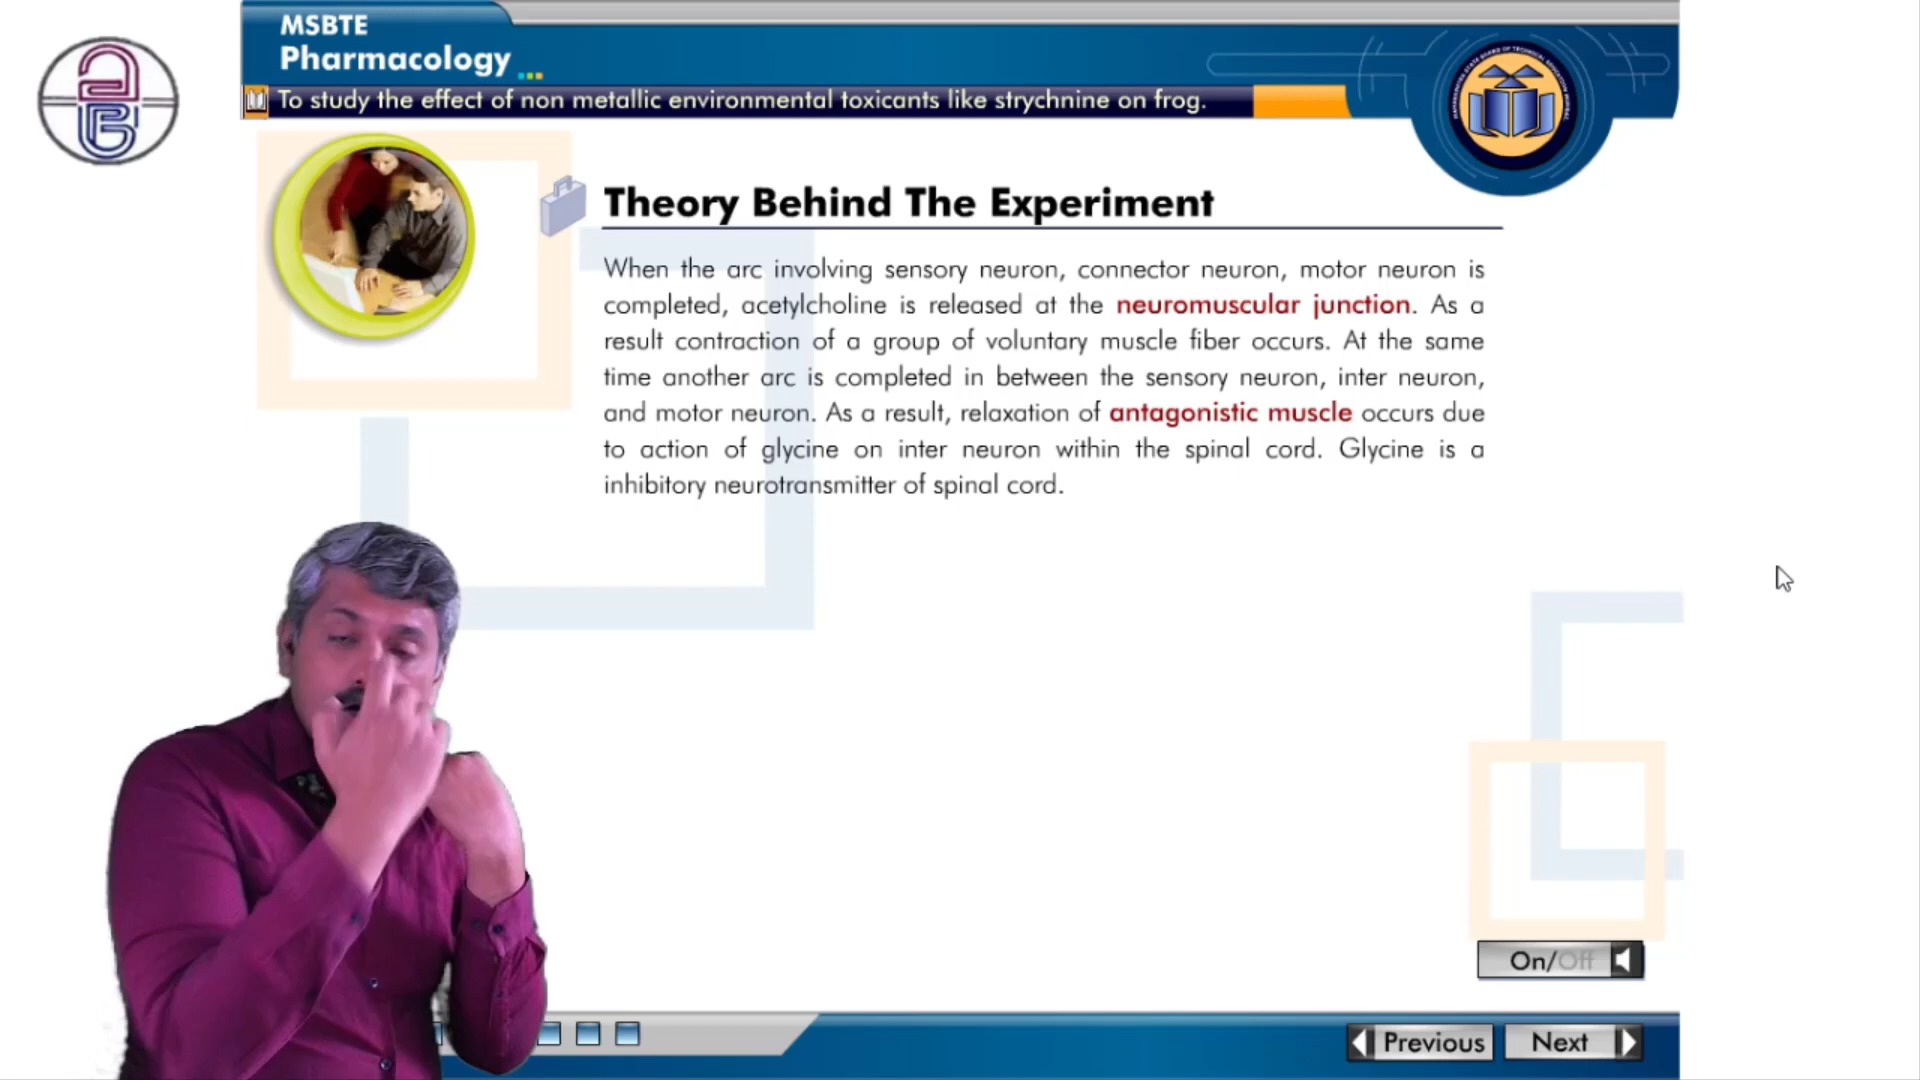 MSBTE
Pharmacology
To study the effect of non metallic environmental toxicants like strychnine on frog.
Theory Behind The Experiment
When the arc involving sensory neuron, connector neuron, motor neuron is
completed, acetylcholine is released at the neuromuscular junction. As a
result contraction of a group of voluntary muscle fiber occurs. At the same
time another arc is completed in between the sensory neuron, inter neuron,
and motor neuron. As a result, relaxation of antagonistic muscle occurs due
to action of glycine on inter neuron within the spinal cord. Glycine is a
inhibitory neurotransmitter of spinal cord.
On/Off
Previous
Next